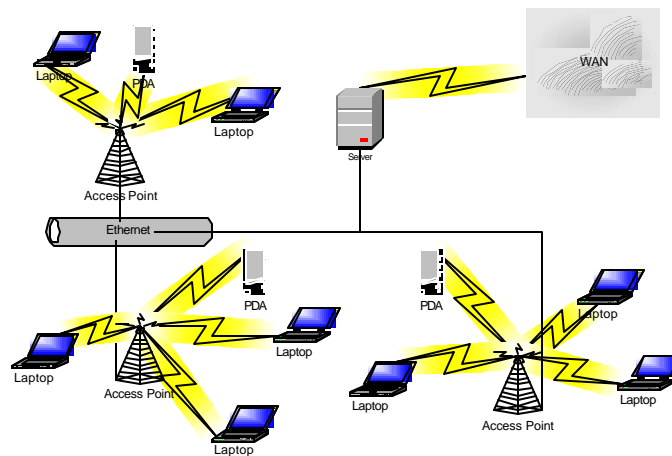 WAN
Laptop
PDA
Laptop
Server
Access Point
Ethernet
PDA
PDA
Laptop
Laptop
Laptop
Laptop
Laptop
Access Point
Laptop
Access Point
Laptop